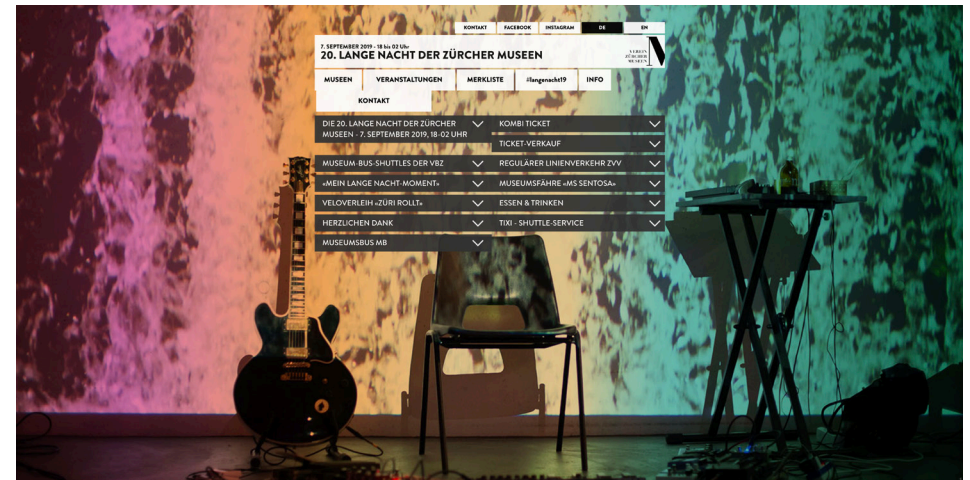 KONTAKT
FACEBOOK
INSTAGRAM
DE
EN
7. SEPTEMBER 2019 - 18 bis 02 Uhr
20. LANGE NACHT DER ZÜRCHER MUSEEN
VEREIN
ZÜRCHER
MUSEEN
MUSEEN
VERANSTALTUNGEN
MERKLISTE
#langenacht19
INFO
KONTAKT
DIE 20. LANGE NACHT DER ZÜRCHER
MUSEEN - 7. SEPTEMBER 2019, 18-02 UHR
KOMBI TICKET
TICKET-VERKAUF
MUSEUM-BUS-SHUTTLES DER VBZ
REGULÄRER LINIENVERKEHR ZVV
«MEIN LANGE NACHT-MOMENT»
MUSEUMSFÄHRE «MS SENTOSA»
VELOVERLEIH «ZÜRI ROLLT»
ESSEN & TRINKEN
HERZLICHEN DANK
TIXI - SHUTTLE-SERVICE
MUSEUMSBUS MB